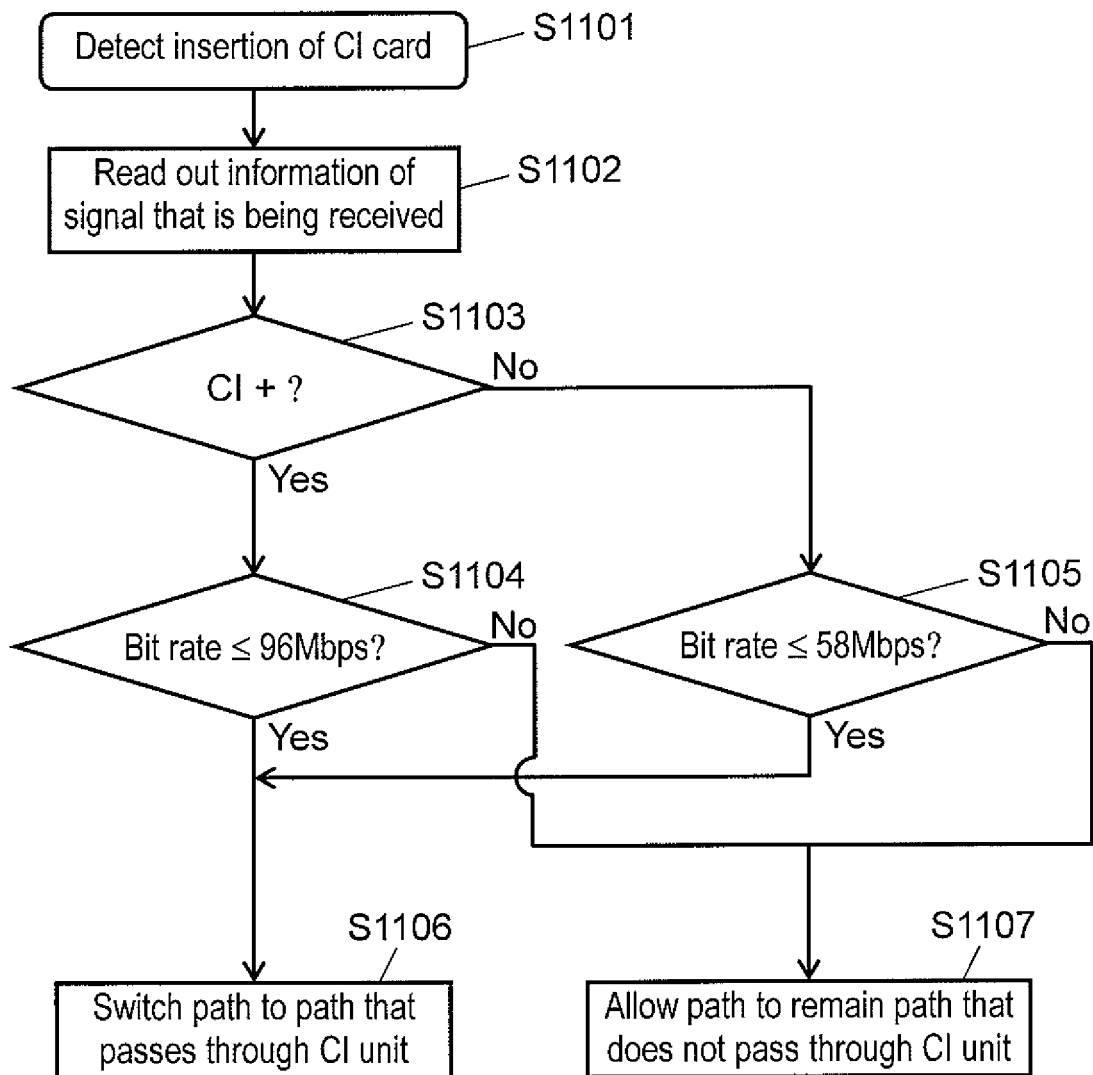 Detect insertion of CI card
S1101
Read out information of
signal that is being received
S1102
S1103
CI + ?
No
Yes
S1104
Bit rate ≤ 96Mbps?
No
Yes
S1105
Bit rate ≤ 58Mbps?
No
Yes
S1106
Switch path to path that
passes through CI unit
S1107
Allow path to remain path that
does not pass through CI unit